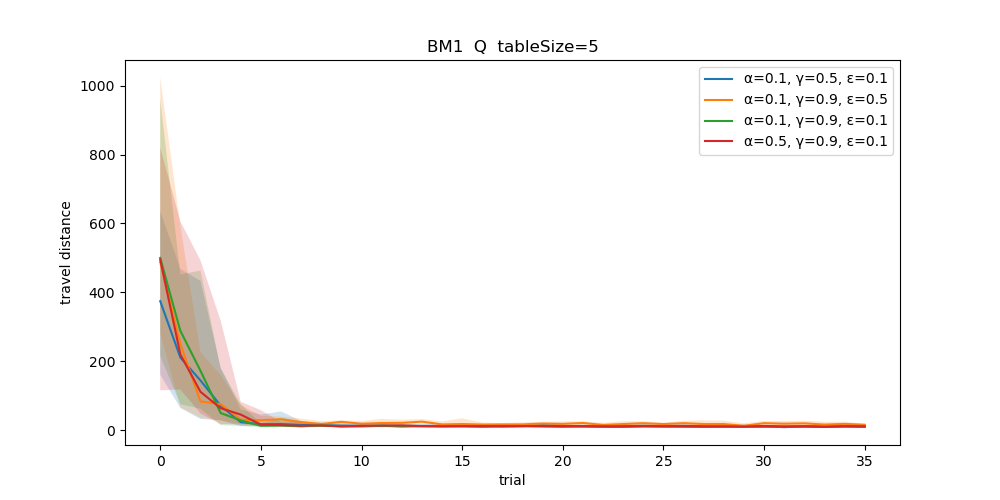 BM1  Q  tableSize=5
α=0.1, γ=0.5, ε=0.1
α=0.1, γ=0.9, ε=0.5
α=0.1, γ=0.9, ε=0.1
α=0.5, γ=0.9, ε=0.1
travel distance
1000
800
600
400
200
0
0 5 10 15 20 25 30 35
trial